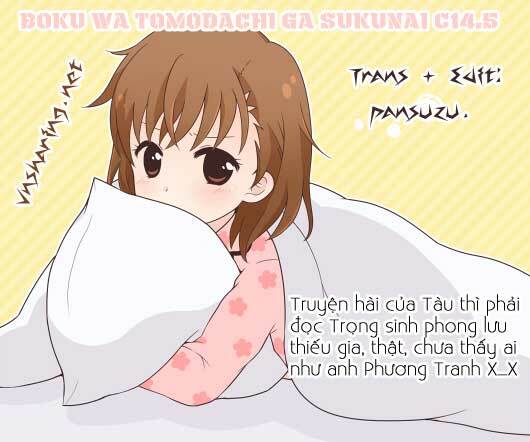 BOKU WA TOMODACHI GA SUKUNAI C14.5
Trans + Edit:
pansuzu.
vnsharing.net
Truyện hài của Tàu thì phải
đọc Trọng sinh phong lưu
thiếu gia, thật, chưa thấy ai
như anh Phương Tranh X_X